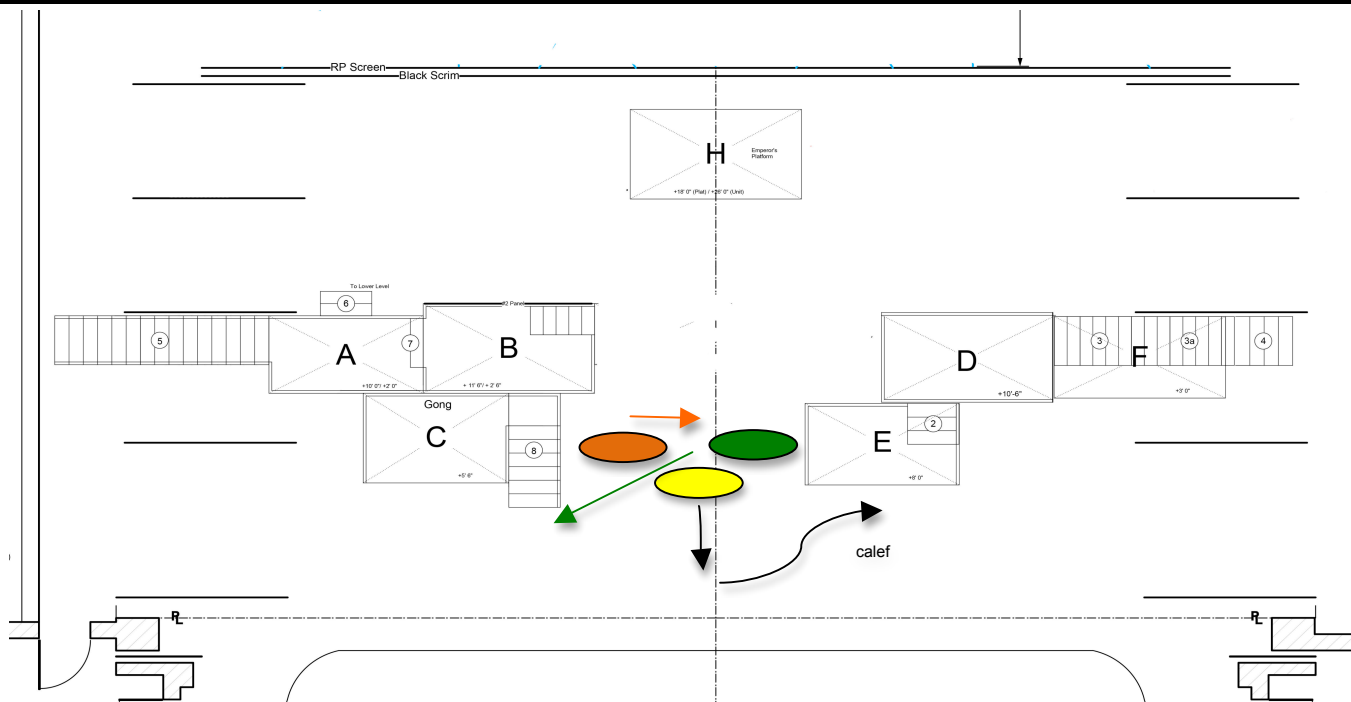 RP Screen
Black Scrim
H
Emperor's
Platform
+18' 0" (Plat) / +28' 0" (Unit)
To Lower Level
6
#2 Panel
5
A
7
B
+10' 0"/ +2' 0"
+ 11' 6"/ + 2' 6"
D
3
3a
4
F
+10'-6"
+3' 0"
Gong
C
8
+5' 6"
2
E
+8' 0"
calef
PL
PL